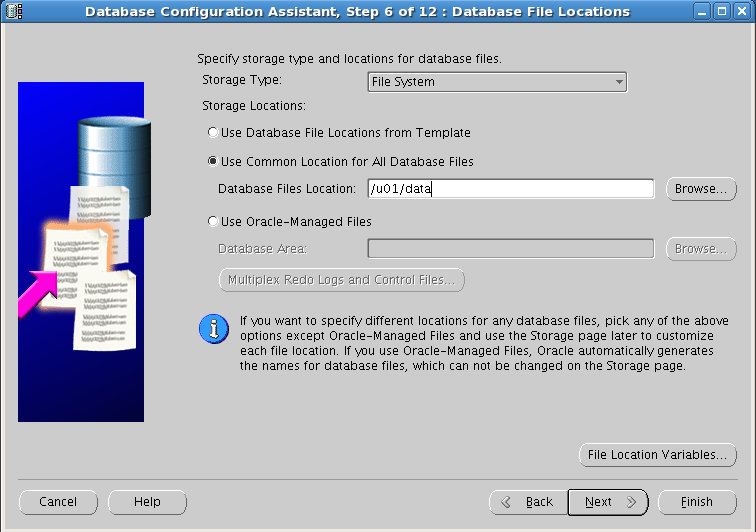 Database Configuration Assistant, Step 6 of 12 : Database File Locations
Specify storage type and locations for database files.
Storage Type: File System
Storage Locations:
Use Database File Locations from Template
Use Common Location for All Database Files
Database Files Location: /u01/data Browse...
Use Oracle-Managed Files
Database Area: Browse...
Multiplex Redo Logs and Control Files...
If you want to specify different locations for any database files, pick any of the above
options except Oracle-Managed Files and use the Storage page later to customize
each file location. If you use Oracle-Managed Files, Oracle automatically generates
the names for database files, which can not be changed on the Storage page.
File Location Variables...
Cancel Help Back Next Finish